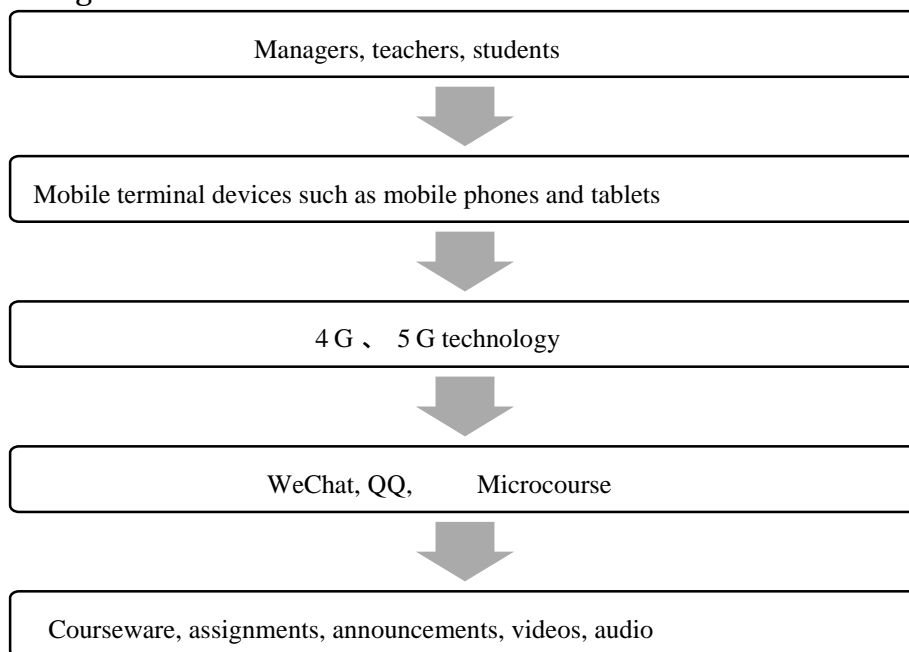 Managers, teachers, students
Mobile terminal devices such as mobile phones and tablets
4 G 、 5 G technology
WeChat, QQ, Microcourse
Courseware, assignments, announcements, videos, audio